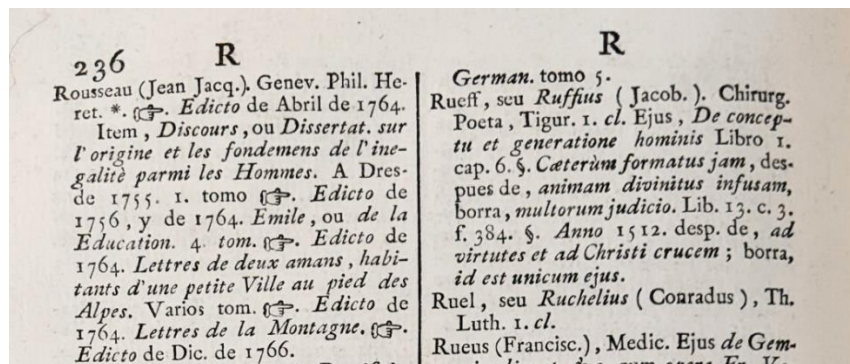 236 R
Rousseau (Jean Jacq.). Genev. Phil. He-
ret. *. ☞. Edicto de Abril de 1764.
Item, Discours, ou Dissertat. sur
l'origine et les fondemens de l'ine-
galitè parmi les Hommes. A Dres-
de 1755. 1. tomo ☞. Edicto de
1756, y de 1764. Emile, ou de la
Education. 4. tom. ☞. Edicto de
1764. Lettres de deux amans, habi-
tants d'une petite Ville au pied des
Alpes. Varios tom. ☞. Edicto de
1764. Lettres de la Montagne. ☞.
Edicto de Dic. de 1766.
R
German. tomo 5.
Rueff, seu Ruffius (Jacob.). Chirurg.
Poeta, Tigur. 1. cl. Ejus, De concep-
tu et generatione hominis Libro 1.
cap. 6. §. Cæterùm formatus jam, des-
pues de, animam divinitus infusam,
borra, multorum judicio. Lib. 13. c. 3.
f. 384. §. Anno 1512. desp. de, ad
virtutes et ad Christi crucem; borra,
id est unicum ejus.
Ruel, seu Ruchelius (Conradus), Th.
Luth. 1. cl.
Rueus (Francisc.), Medic. Ejus de Gem-